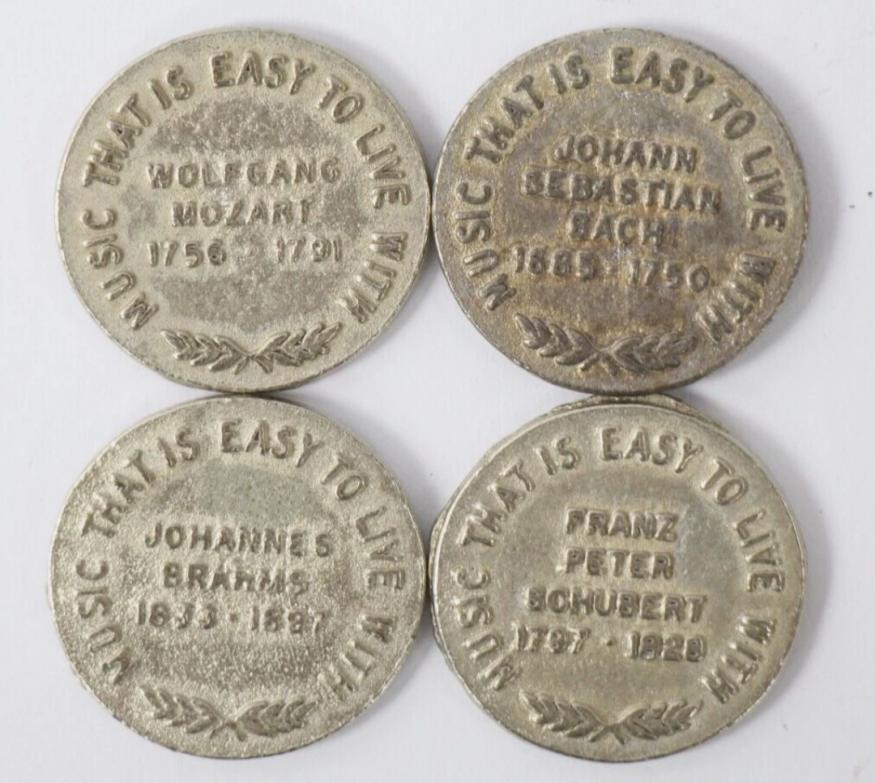 MUSIC THAT IS EASY TO LIVE WITH
WOLFGANG
MOZART
1756 · 1791
MUSIC THAT IS EASY TO LIVE WITH
JOHANN
SEBASTIAN
BACH
1685 · 1750
MUSIC THAT IS EASY TO LIVE WITH
JOHANNES
BRAHMS
1833 · 1897
MUSIC THAT IS EASY TO LIVE WITH
FRANZ
PETER
SCHUBERT
1797 · 1828